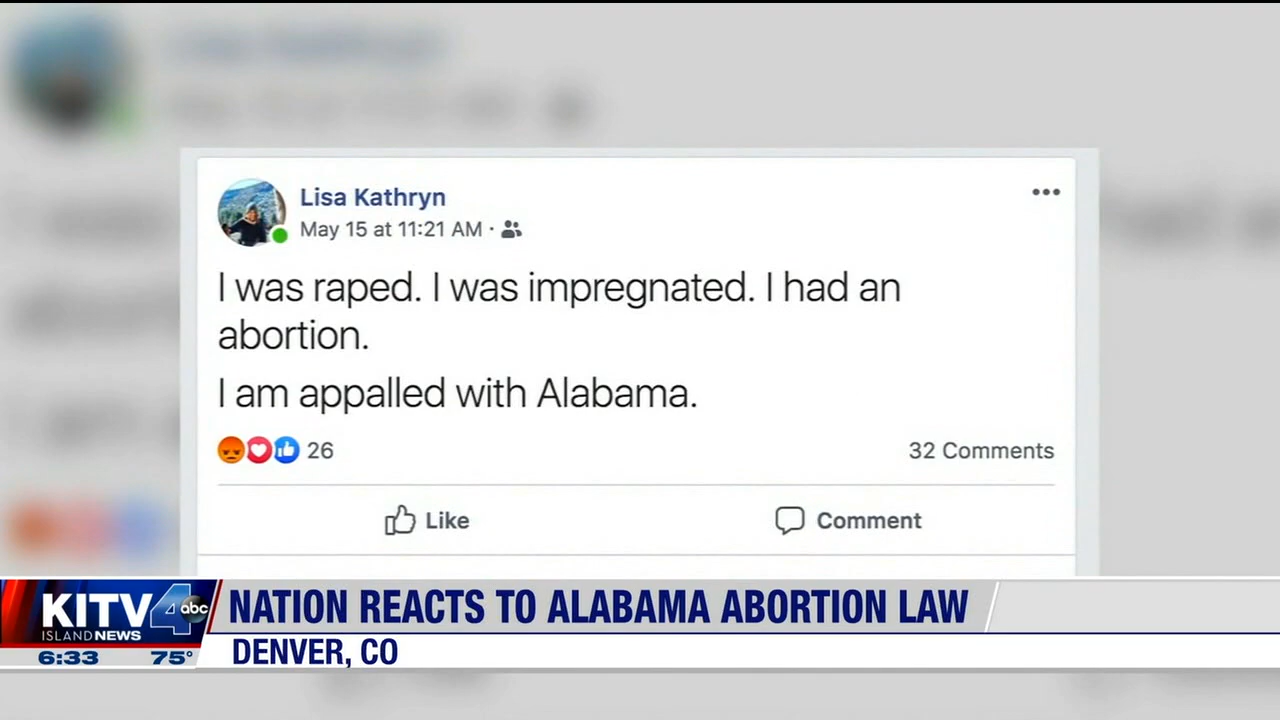 Lisa Kathryn
May 15 at 11:21 AM ·
I was raped. I was impregnated. I had an
abortion.
I am appalled with Alabama.
26
32 Comments
Like
Comment
KITV4 abc
ISLAND NEWS
6:33 75°
NATION REACTS TO ALABAMA ABORTION LAW
DENVER, CO